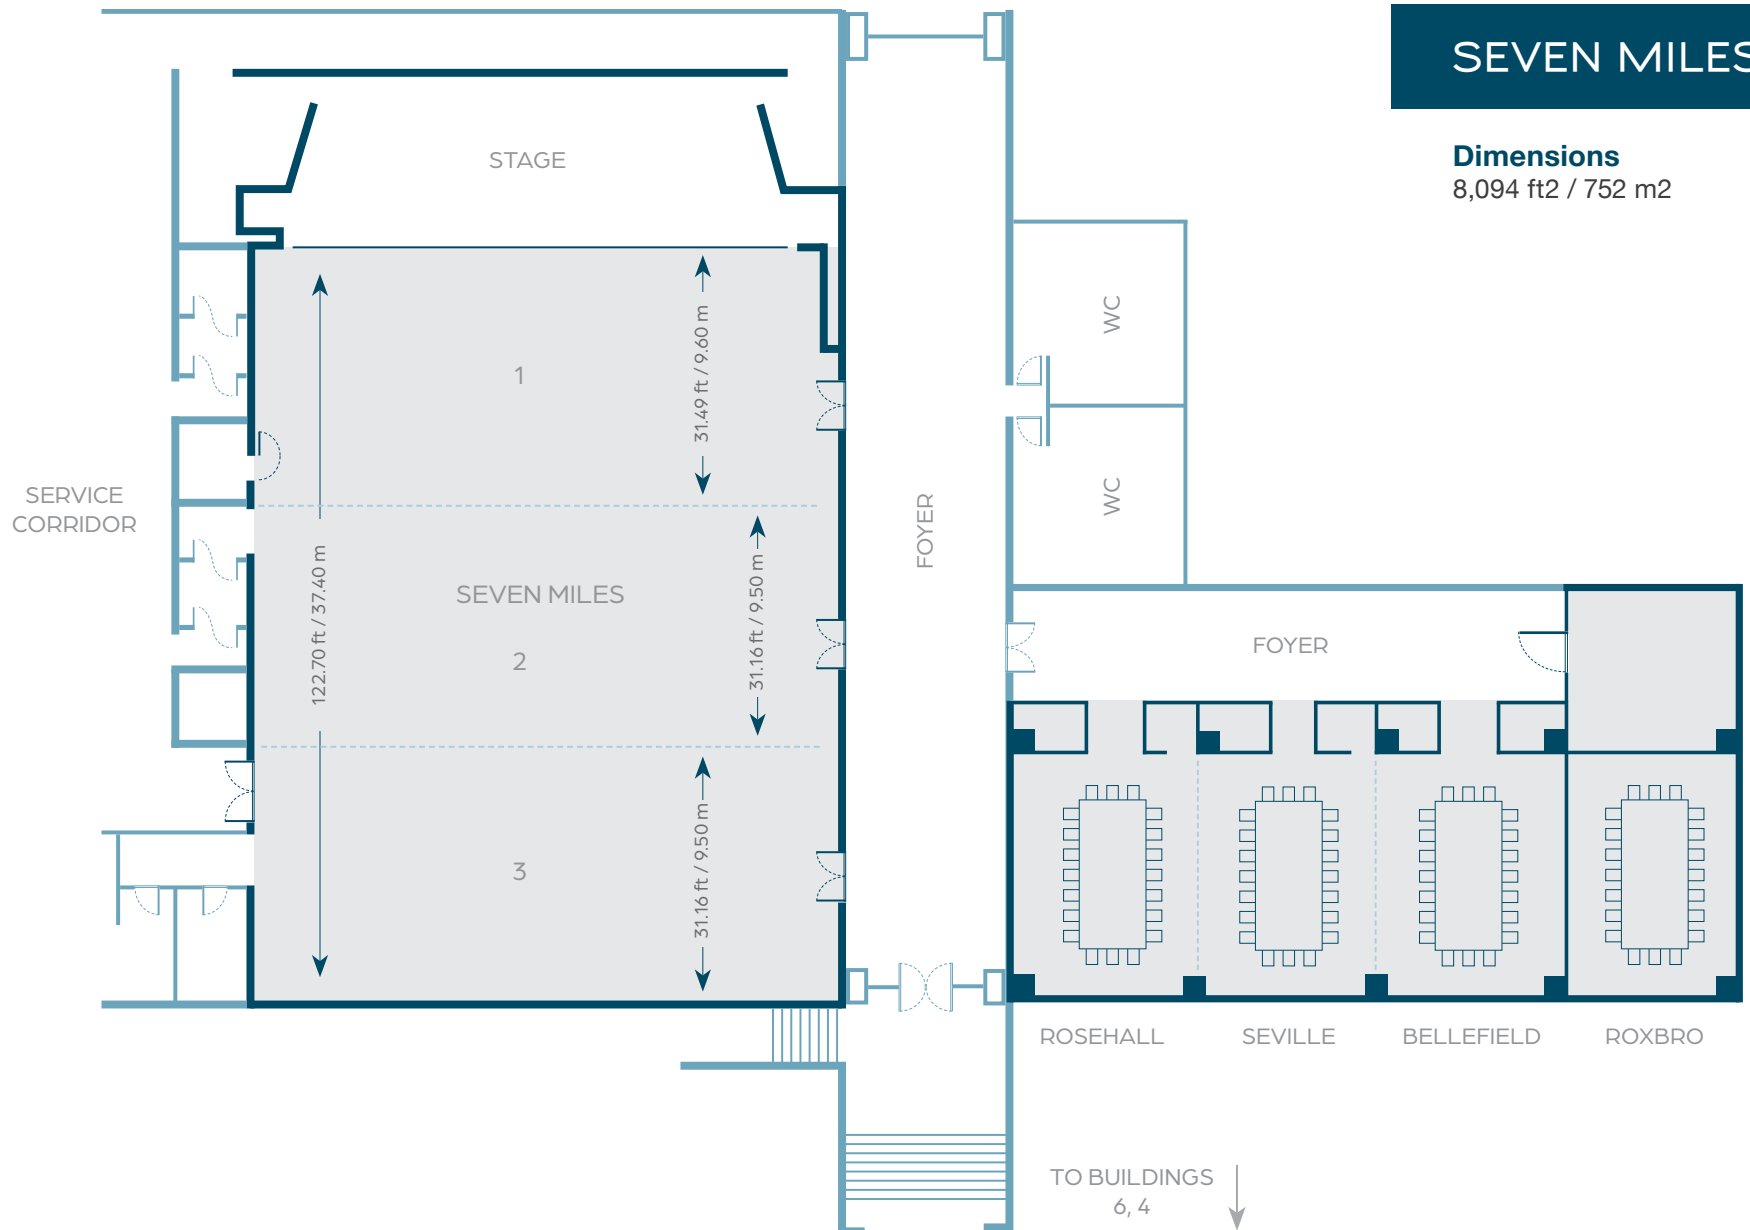 SEVEN MILES
Dimensions
8,094 ft2 / 752 m2
STAGE
1
31.49 ft / 9.60 m
WC
WC
SERVICE
CORRIDOR
FOYER
122.70 ft / 37.40 m
SEVEN MILES
2
31.16 ft / 9.50 m
FOYER
3
31.16 ft / 9.50 m
ROSEHALL
SEVILLE
BELLEFIELD
ROXBRO
TO BUILDINGS
6, 4